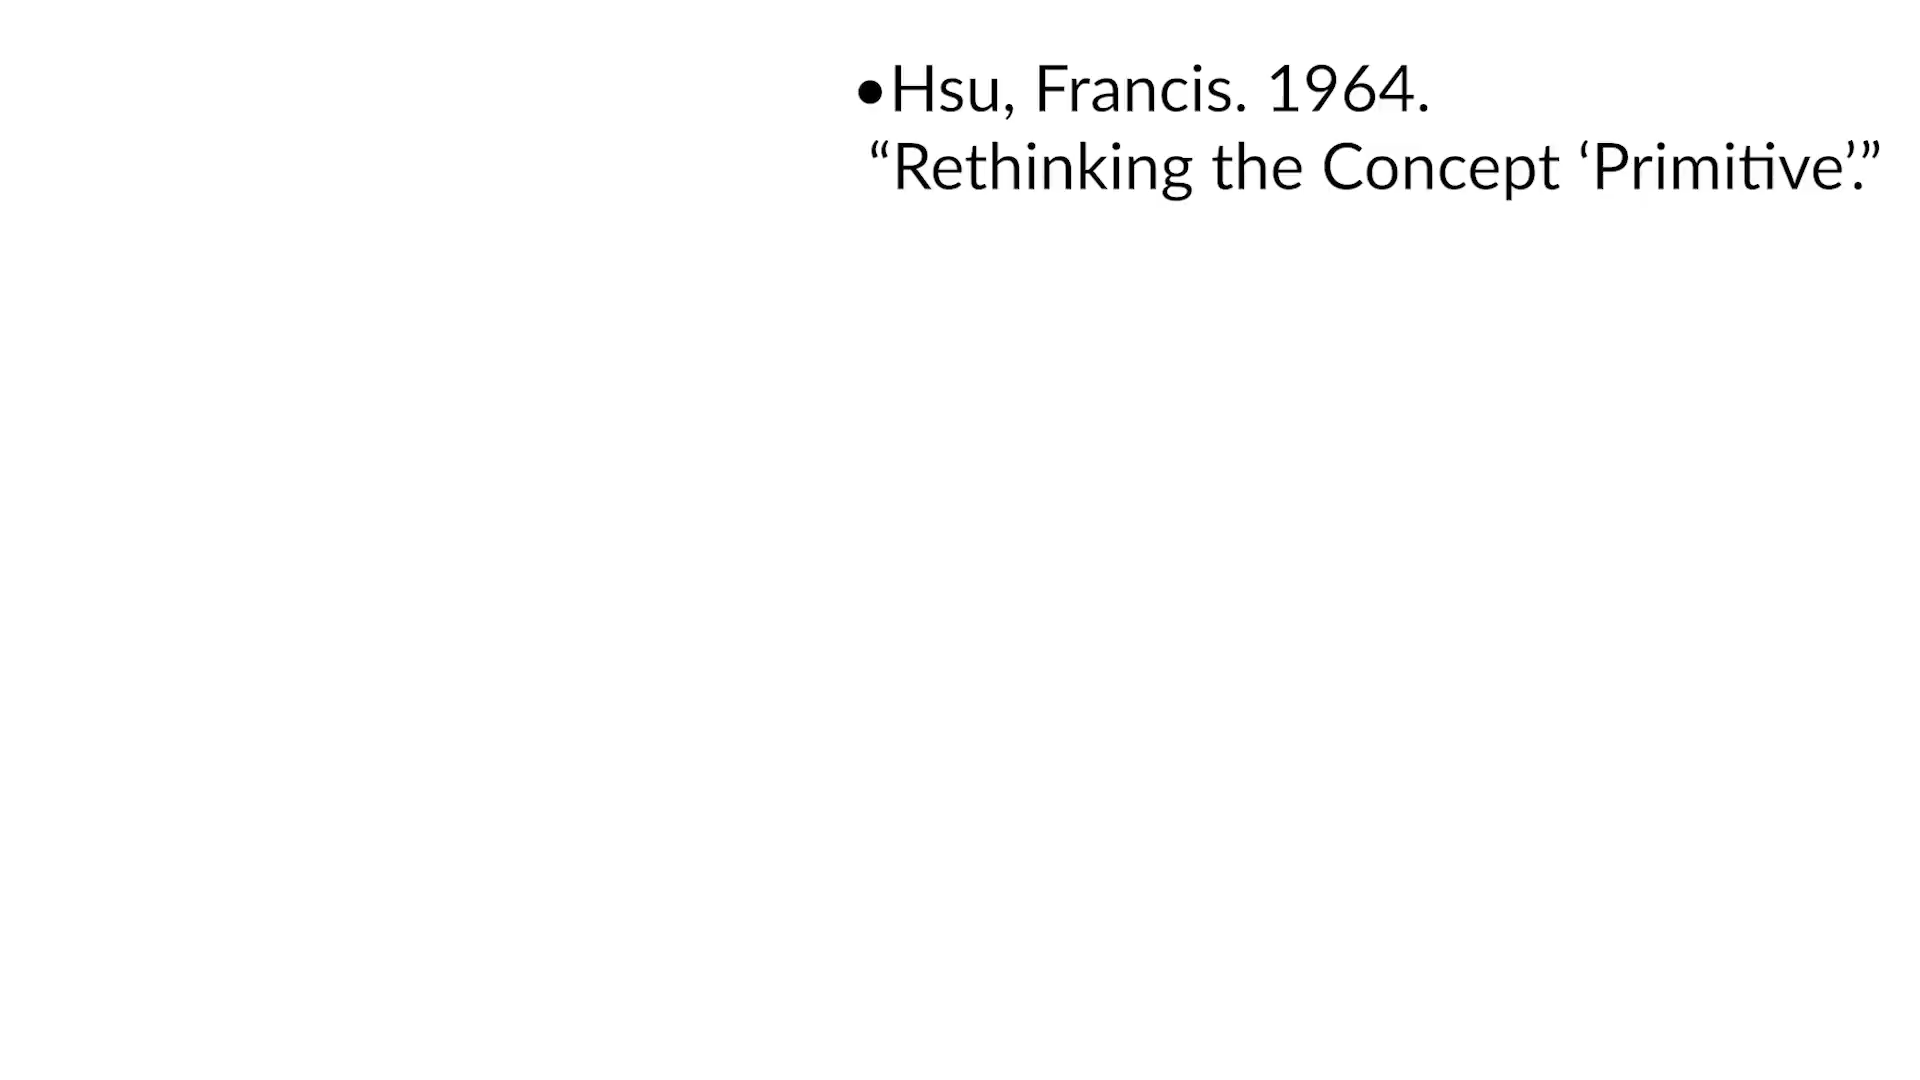 •Hsu, Francis. 1964.
“Rethinking the Concept ‘Primitive’.”